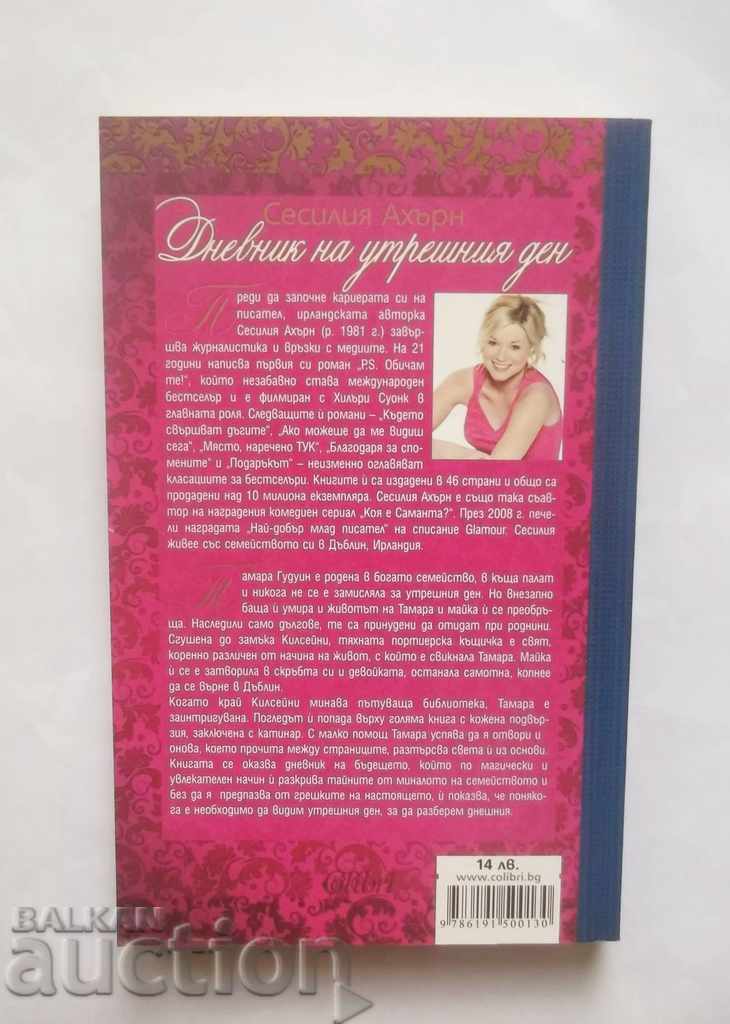 Сесилия Ахърн
Дневник на утрешния ден
Преди да започне кариерата си на
писател, ирландската авторка
Сесилия Ахърн (р. 1981 г.) завър-
шва журналистика и връзки с медиите. На 21
години написва първия си роман „P.S. Обичам
те!", който незабавно става международен
бестселър и е филмиран с Хилъри Суонк в
главната роля. Следващите ѝ романи – „Където
свършват дъгите", „Ако можеше да ме видиш
сега", „Място, наречено ТУК", „Благодаря за спо-
мените" и „Подаръкът" – неизменно оглавяват
класациите за бестселъри. Книгите ѝ са издадени в 46 страни и общо са
продадени над 10 милиона екземпляра. Сесилия Ахърн е също така съав-
тор на наградения комедиен сериал „Коя е Саманта?". През 2008 г. пече-
ли наградата „Най-добър млад писател" на списание Glamour. Сесилия
живее със семейството си в Дъблин, Ирландия.
Тамара Гудуин е родена в богато семейство, в къща палат
и никога не се е замисляла за утрешния ден. Но внезапно
баща ѝ умира и животът на Тамара и майка ѝ се преобръ-
ща. Наследили само дългове, те са принудени да отидат при роднини.
Сгушена до замъка Килсейни, тяхната портиерска къщичка е свят,
коренно различен от начина на живот, с който е свикнала Тамара. Майка
ѝ се е затворила в скръбта си и девойката, останала самотна, копнее
да се върне в Дъблин.
Когато край Килсейни минава пътуваща библиотека, Тамара е
заинтригувана. Погледът ѝ попада върху голяма книга с кожена подвър-
зия, заключена с катинар. С малко помощ Тамара успява да я отвори и
онова, което прочита между страниците, разтърсва света ѝ из основи.
Книгата се оказва дневник на бъдещето, който по магически и
увлекателен начин ѝ разкрива тайните от миналото на семейството и
без да я предпазва от грешките на настоящето, ѝ показва, че поняко-
га е необходимо да видим утрешния ден, за да разберем днешния.
Colibri
14 лв.
www.colibri.bg
9 786191 500130
BALKAN
auction